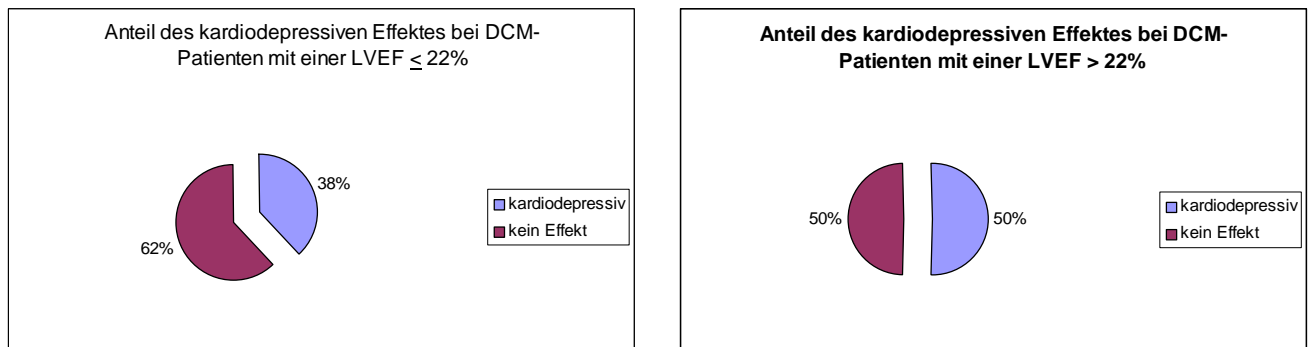 Anteil des kardiodepressiven Effektes bei DCM-
Patienten mit einer LVEF ≤ 22%
38%
62%
kardiodepressiv
kein Effekt
Anteil des kardiodepressiven Effektes bei DCM-
Patienten mit einer LVEF > 22%
50%
50%
kardiodepressiv
kein Effekt